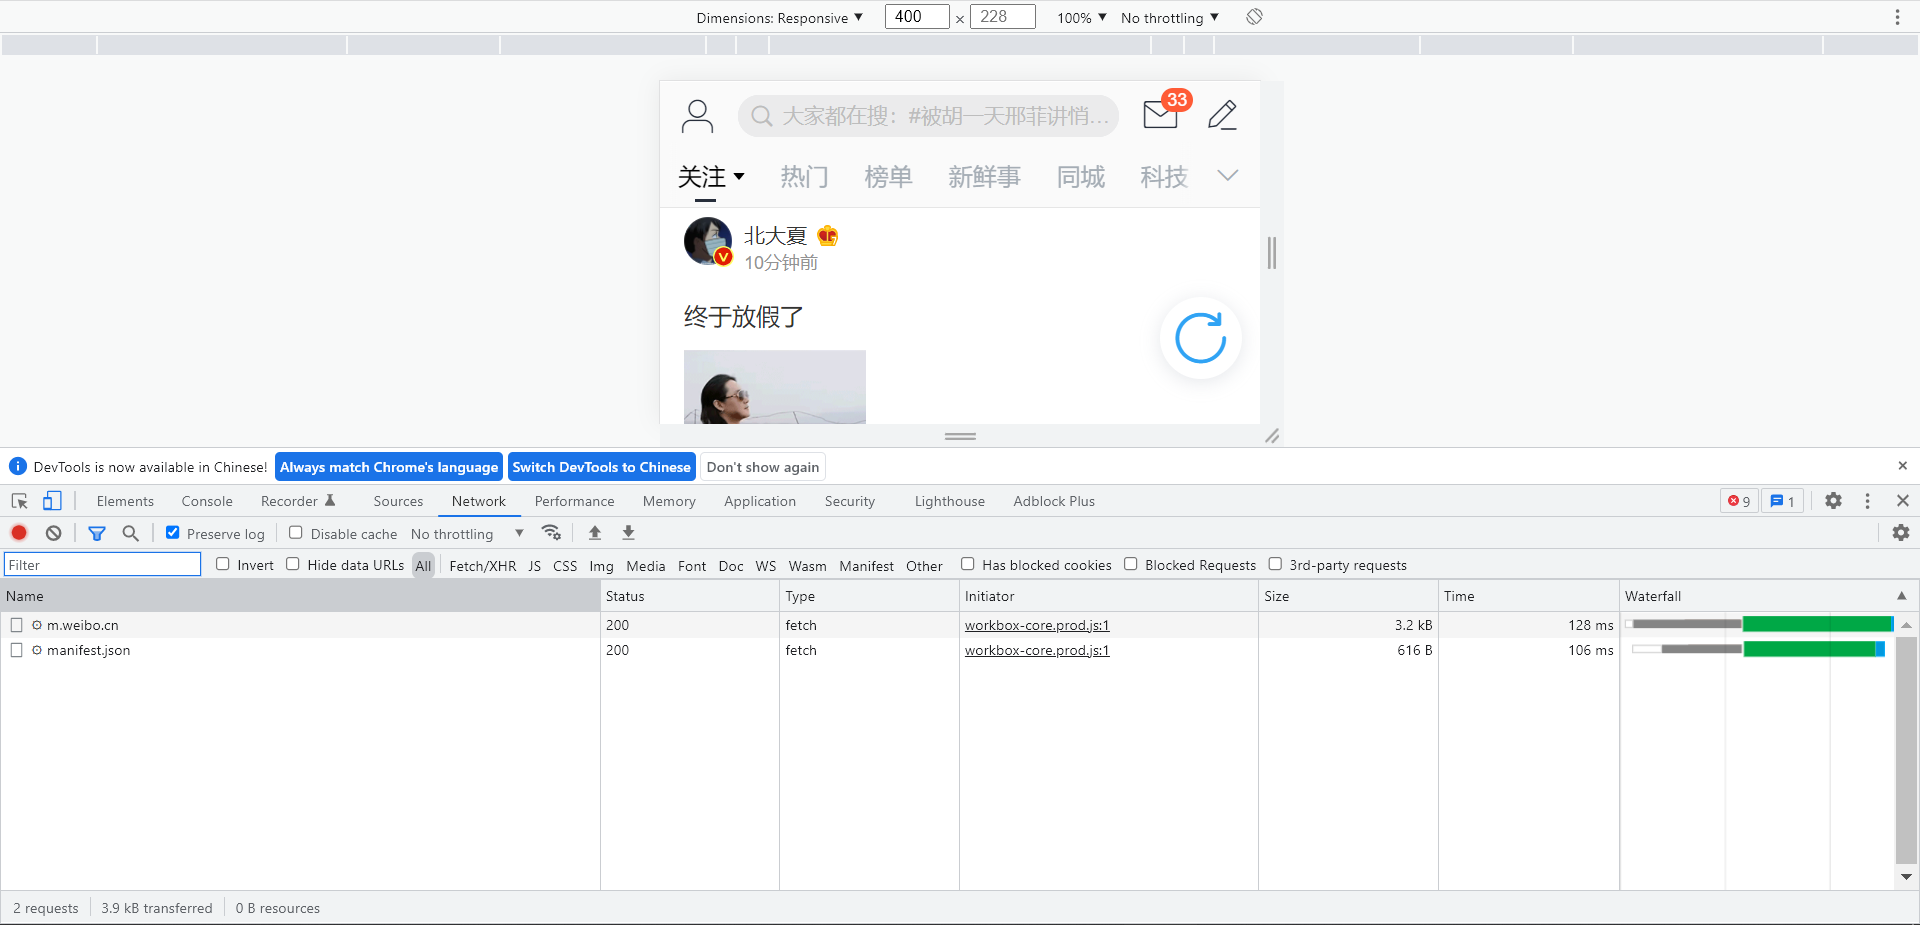 Dimensions: Responsive ▼ 400 × 228 100% ▼ No throttling ▼
大家都在搜：#被胡一天邢菲讲悄... 33
关注 热门 榜单 新鲜事 同城 科技
北大夏
10分钟前
终于放假了
DevTools is now available in Chinese! Always match Chrome's language Switch DevTools to Chinese Don't show again
Elements Console Recorder Sources Network Performance Memory Application Security Lighthouse Adblock Plus 9 1
Preserve log Disable cache No throttling ▼
Filter Invert Hide data URLs All Fetch/XHR JS CSS Img Media Font Doc WS Wasm Manifest Other Has blocked cookies Blocked Requests 3rd-party requests
Name Status Type Initiator Size Time Waterfall
m.weibo.cn 200 fetch workbox-core.prod.js:1 3.2 kB 128 ms
manifest.json 200 fetch workbox-core.prod.js:1 616 B 106 ms
2 requests 3.9 kB transferred 0 B resources